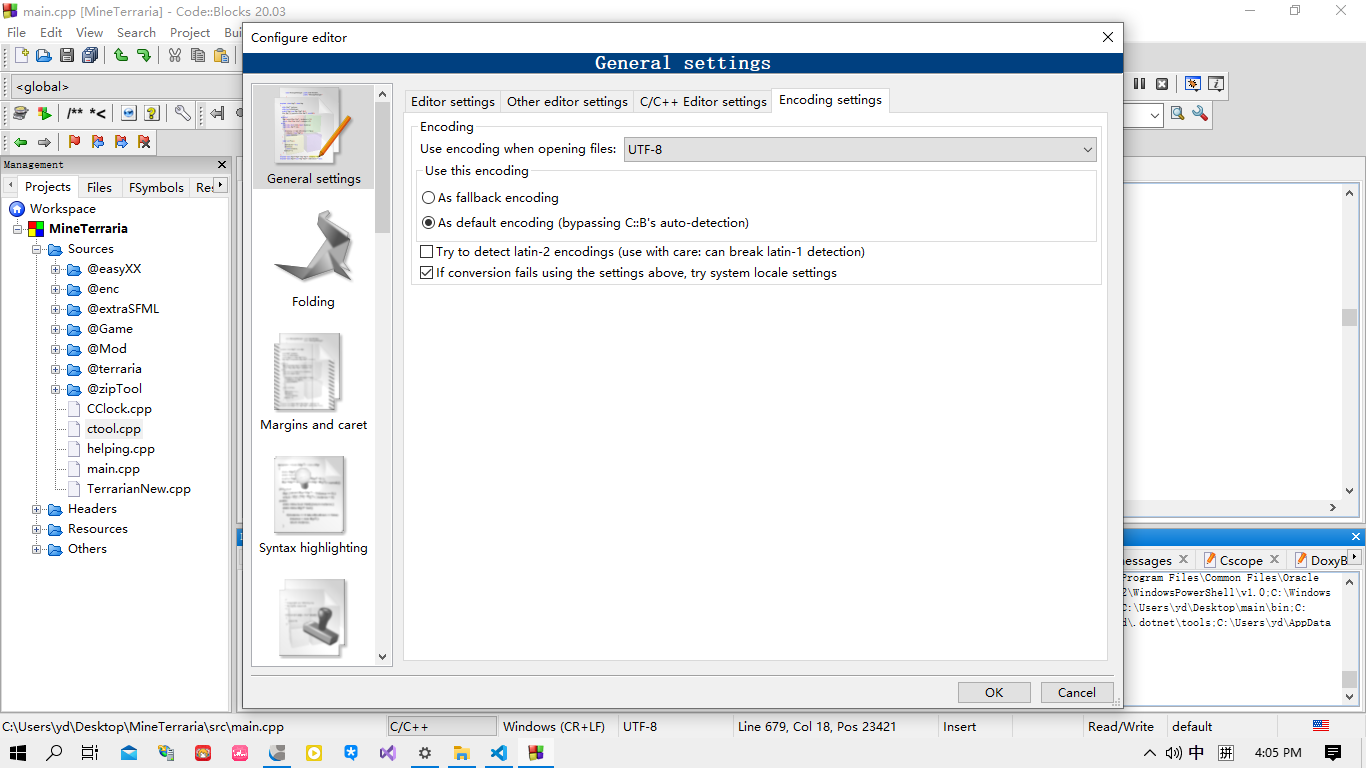 main.cpp [MineTerraria] - Code::Blocks 20.03
File Edit View Search Project Bui
<global>
/** *<
Management
Projects Files FSymbols Res
Workspace
MineTerraria
Sources
@easyXX
@enc
@extraSFML
@Game
@Mod
@terraria
@zipTool
CClock.cpp
ctool.cpp
helping.cpp
main.cpp
TerrarianNew.cpp
Headers
Resources
Others
Configure editor
General settings
General settings
Folding
Margins and caret
Syntax highlighting
Editor settings Other editor settings C/C++ Editor settings Encoding settings
Encoding
Use encoding when opening files: UTF-8
Use this encoding
As fallback encoding
As default encoding (bypassing C::B's auto-detection)
Try to detect latin-2 encodings (use with care: can break latin-1 detection)
If conversion fails using the settings above, try system locale settings
OK Cancel
essages Cscope DoxyB
Program Files\Common Files\Oracle
2\WindowsPowerShell\v1.0;C:\Windows
C:\Users\yd\Desktop\main\bin;C:
d\.dotnet\tools;C:\Users\yd\AppData
C:\Users\yd\Desktop\MineTerraria\src\main.cpp C/C++ Windows (CR+LF) UTF-8 Line 679, Col 18, Pos 23421 Insert Read/Write default
中 拼 4:05 PM